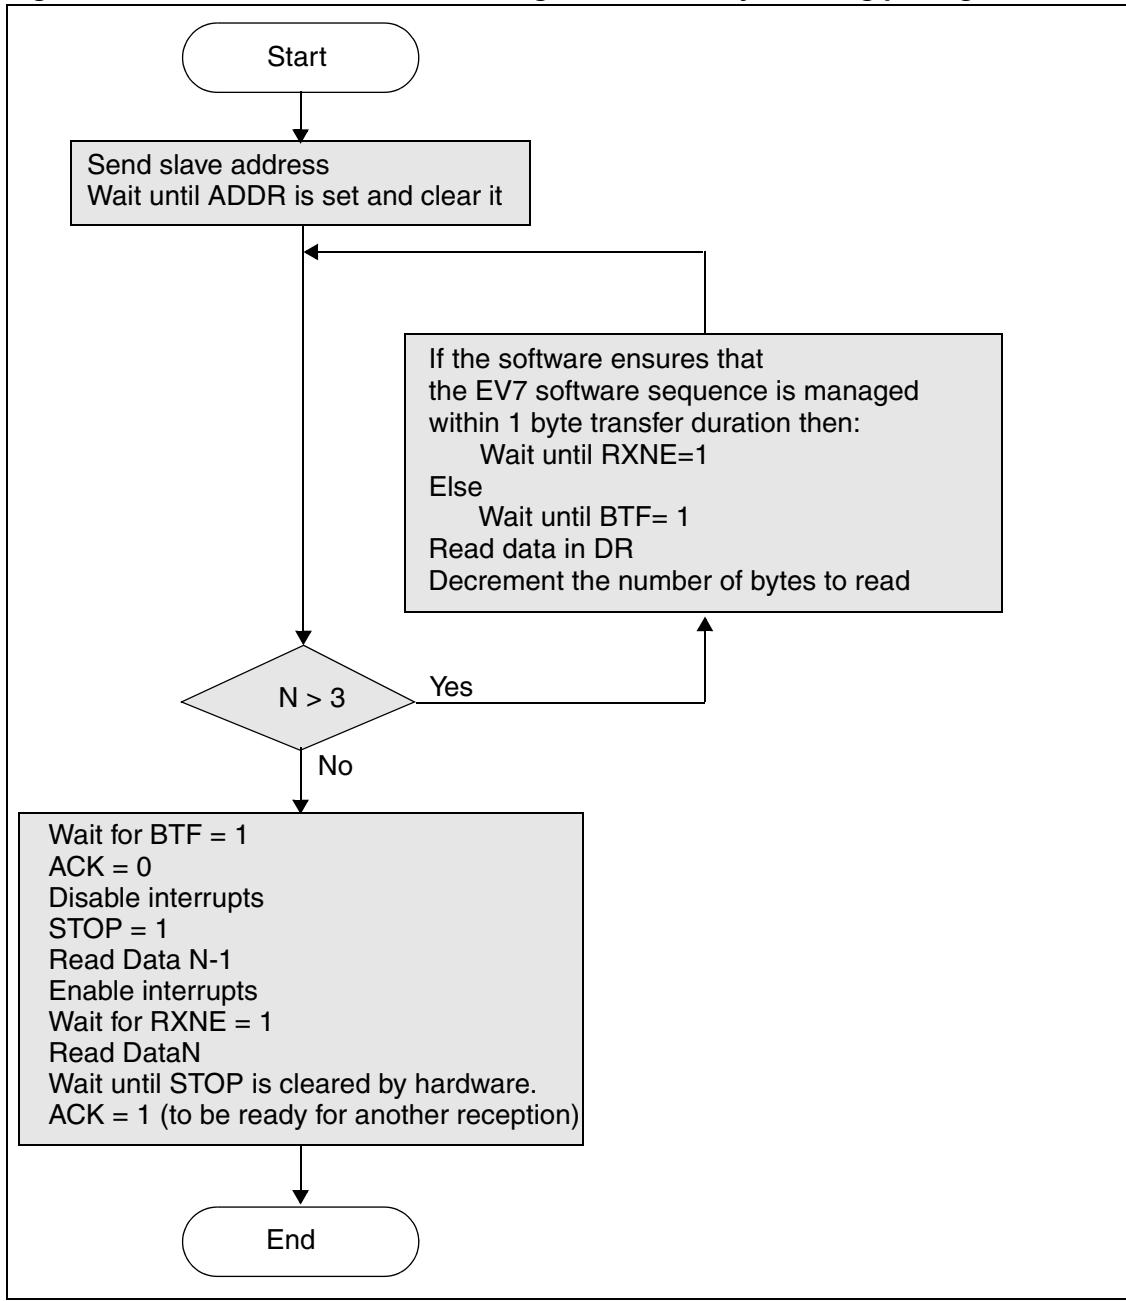 Start
Send slave address
Wait until ADDR is set and clear it
If the software ensures that
the EV7 software sequence is managed
within 1 byte transfer duration then:
Wait until RXNE=1
Else
Wait until BTF= 1
Read data in DR
Decrement the number of bytes to read
N > 3
Yes
No
Wait for BTF = 1
ACK = 0
Disable interrupts
STOP = 1
Read Data N-1
Enable interrupts
Wait for RXNE = 1
Read DataN
Wait until STOP is cleared by hardware.
ACK = 1 (to be ready for another reception)
End